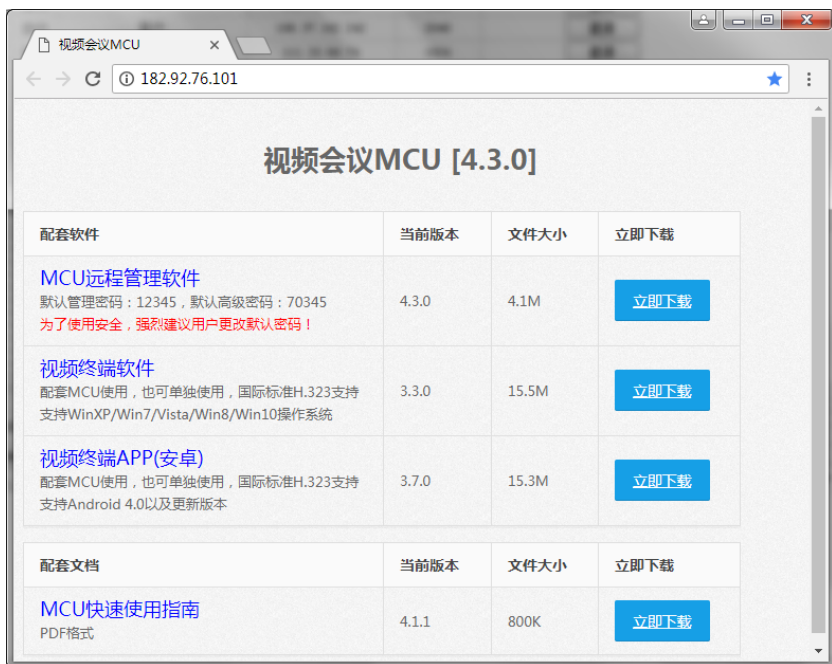 视频会议MCU
182.92.76.101
视频会议MCU [4.3.0]
配套软件 当前版本 文件大小 立即下载
MCU远程管理软件
默认管理密码：12345，默认高级密码：70345
为了使用安全，强烈建议用户更改默认密码！
4.3.0 4.1M 立即下载
视频终端软件
配套MCU使用，也可单独使用，国际标准H.323支持
支持WinXP/Win7/Vista/Win8/Win10操作系统
3.3.0 15.5M 立即下载
视频终端APP(安卓)
配套MCU使用，也可单独使用，国际标准H.323支持
支持Android 4.0以及更新版本
3.7.0 15.3M 立即下载
配套文档 当前版本 文件大小 立即下载
MCU快速使用指南
PDF格式
4.1.1 800K 立即下载